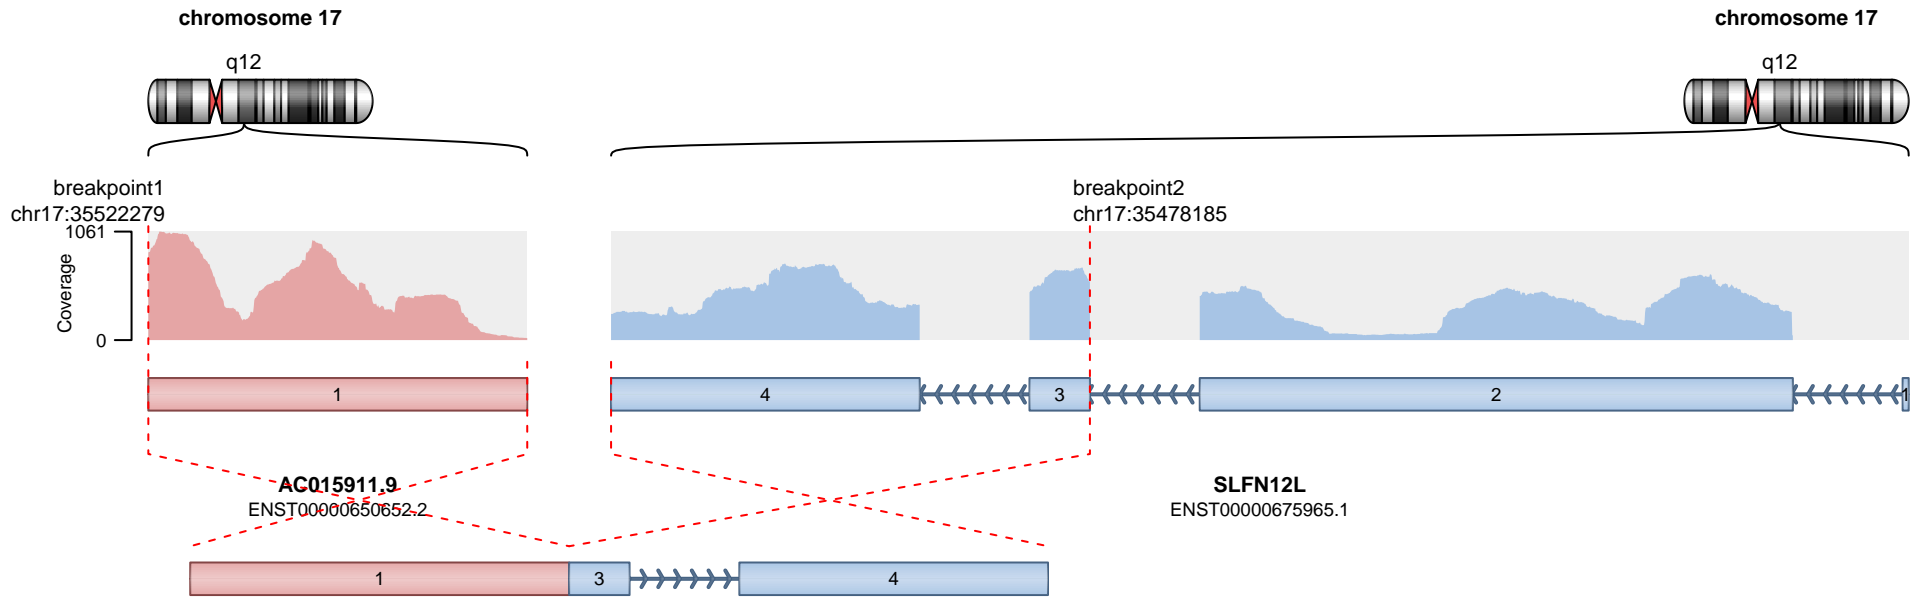 chromosome 17
chromosome 17
q12
q12
breakpoint1
chr17:35522279
breakpoint2
chr17:35478185
1061
Coverage
0
1
4
3
2
1
AC015911.9
ENST00000650652.2
SLFN12L
ENST00000675965.1
1
3
4